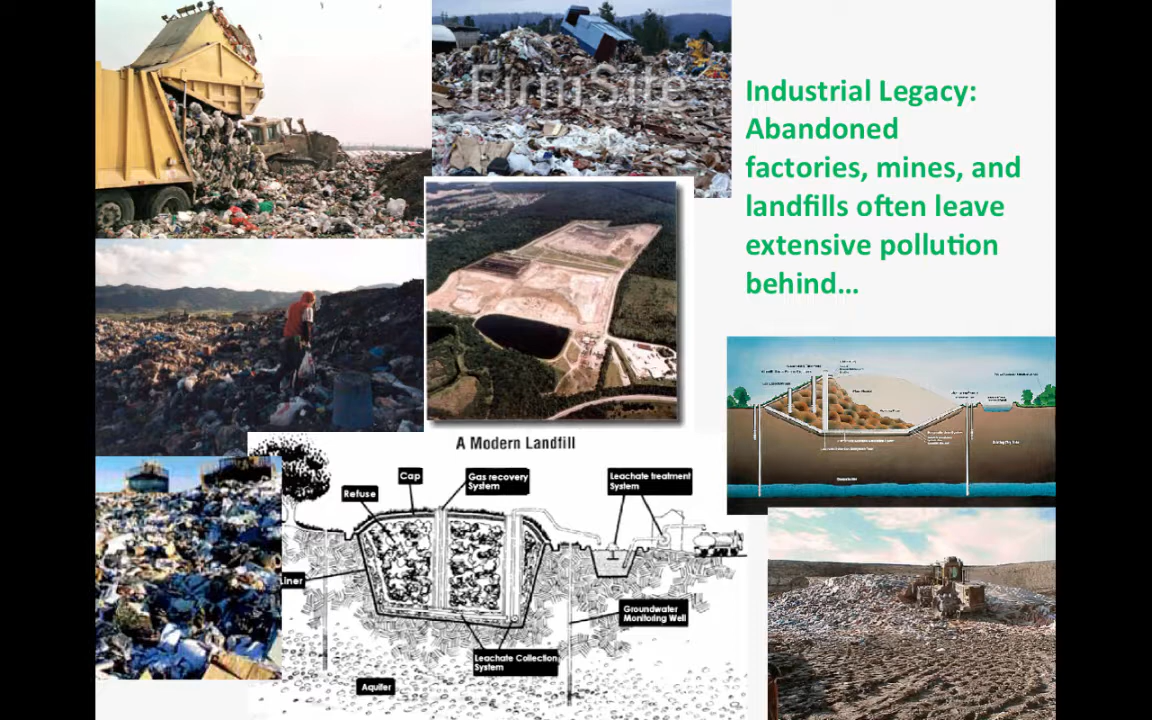 FirmSite
Industrial Legacy:
Abandoned
factories, mines, and
landfills often leave
extensive pollution
behind...
A Modern Landfill
Cap
Gas recovery
System
Leachate treatment
System
Refuse
Liner
Groundwater
Monitoring Well
Leachate Collection
System
Aquifer